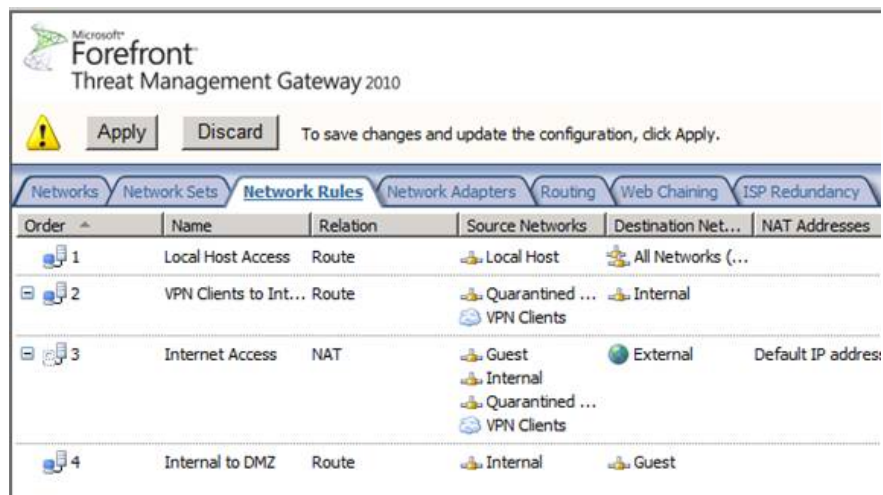 Microsoft
Forefront
Threat Management Gateway 2010
Apply Discard To save changes and update the configuration, click Apply.
Networks Network Sets Network Rules Network Adapters Routing Web Chaining ISP Redundancy
Order Name Relation Source Networks Destination Net... NAT Addresses
1 Local Host Access Route Local Host All Networks (...
2 VPN Clients to Int... Route Quarantined ... Internal
VPN Clients
3 Internet Access NAT Guest External Default IP address
Internal
Quarantined ...
VPN Clients
4 Internal to DMZ Route Internal Guest